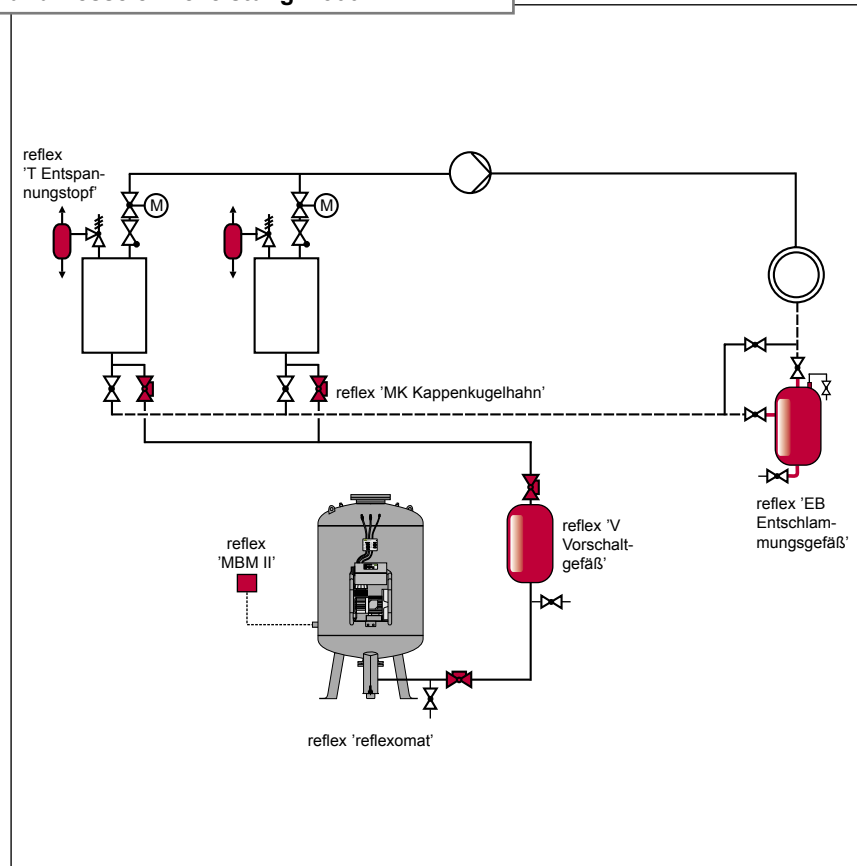 reflex
'T Entspan-
nungstopf'
M
M
reflex 'MK Kappenkugelhahn'
reflex 'EB
Entschlam-
mungsgefäß'
reflex 'V
Vorschalt-
gefäß'
reflex
'MBM II'
reflex 'reflexomat'